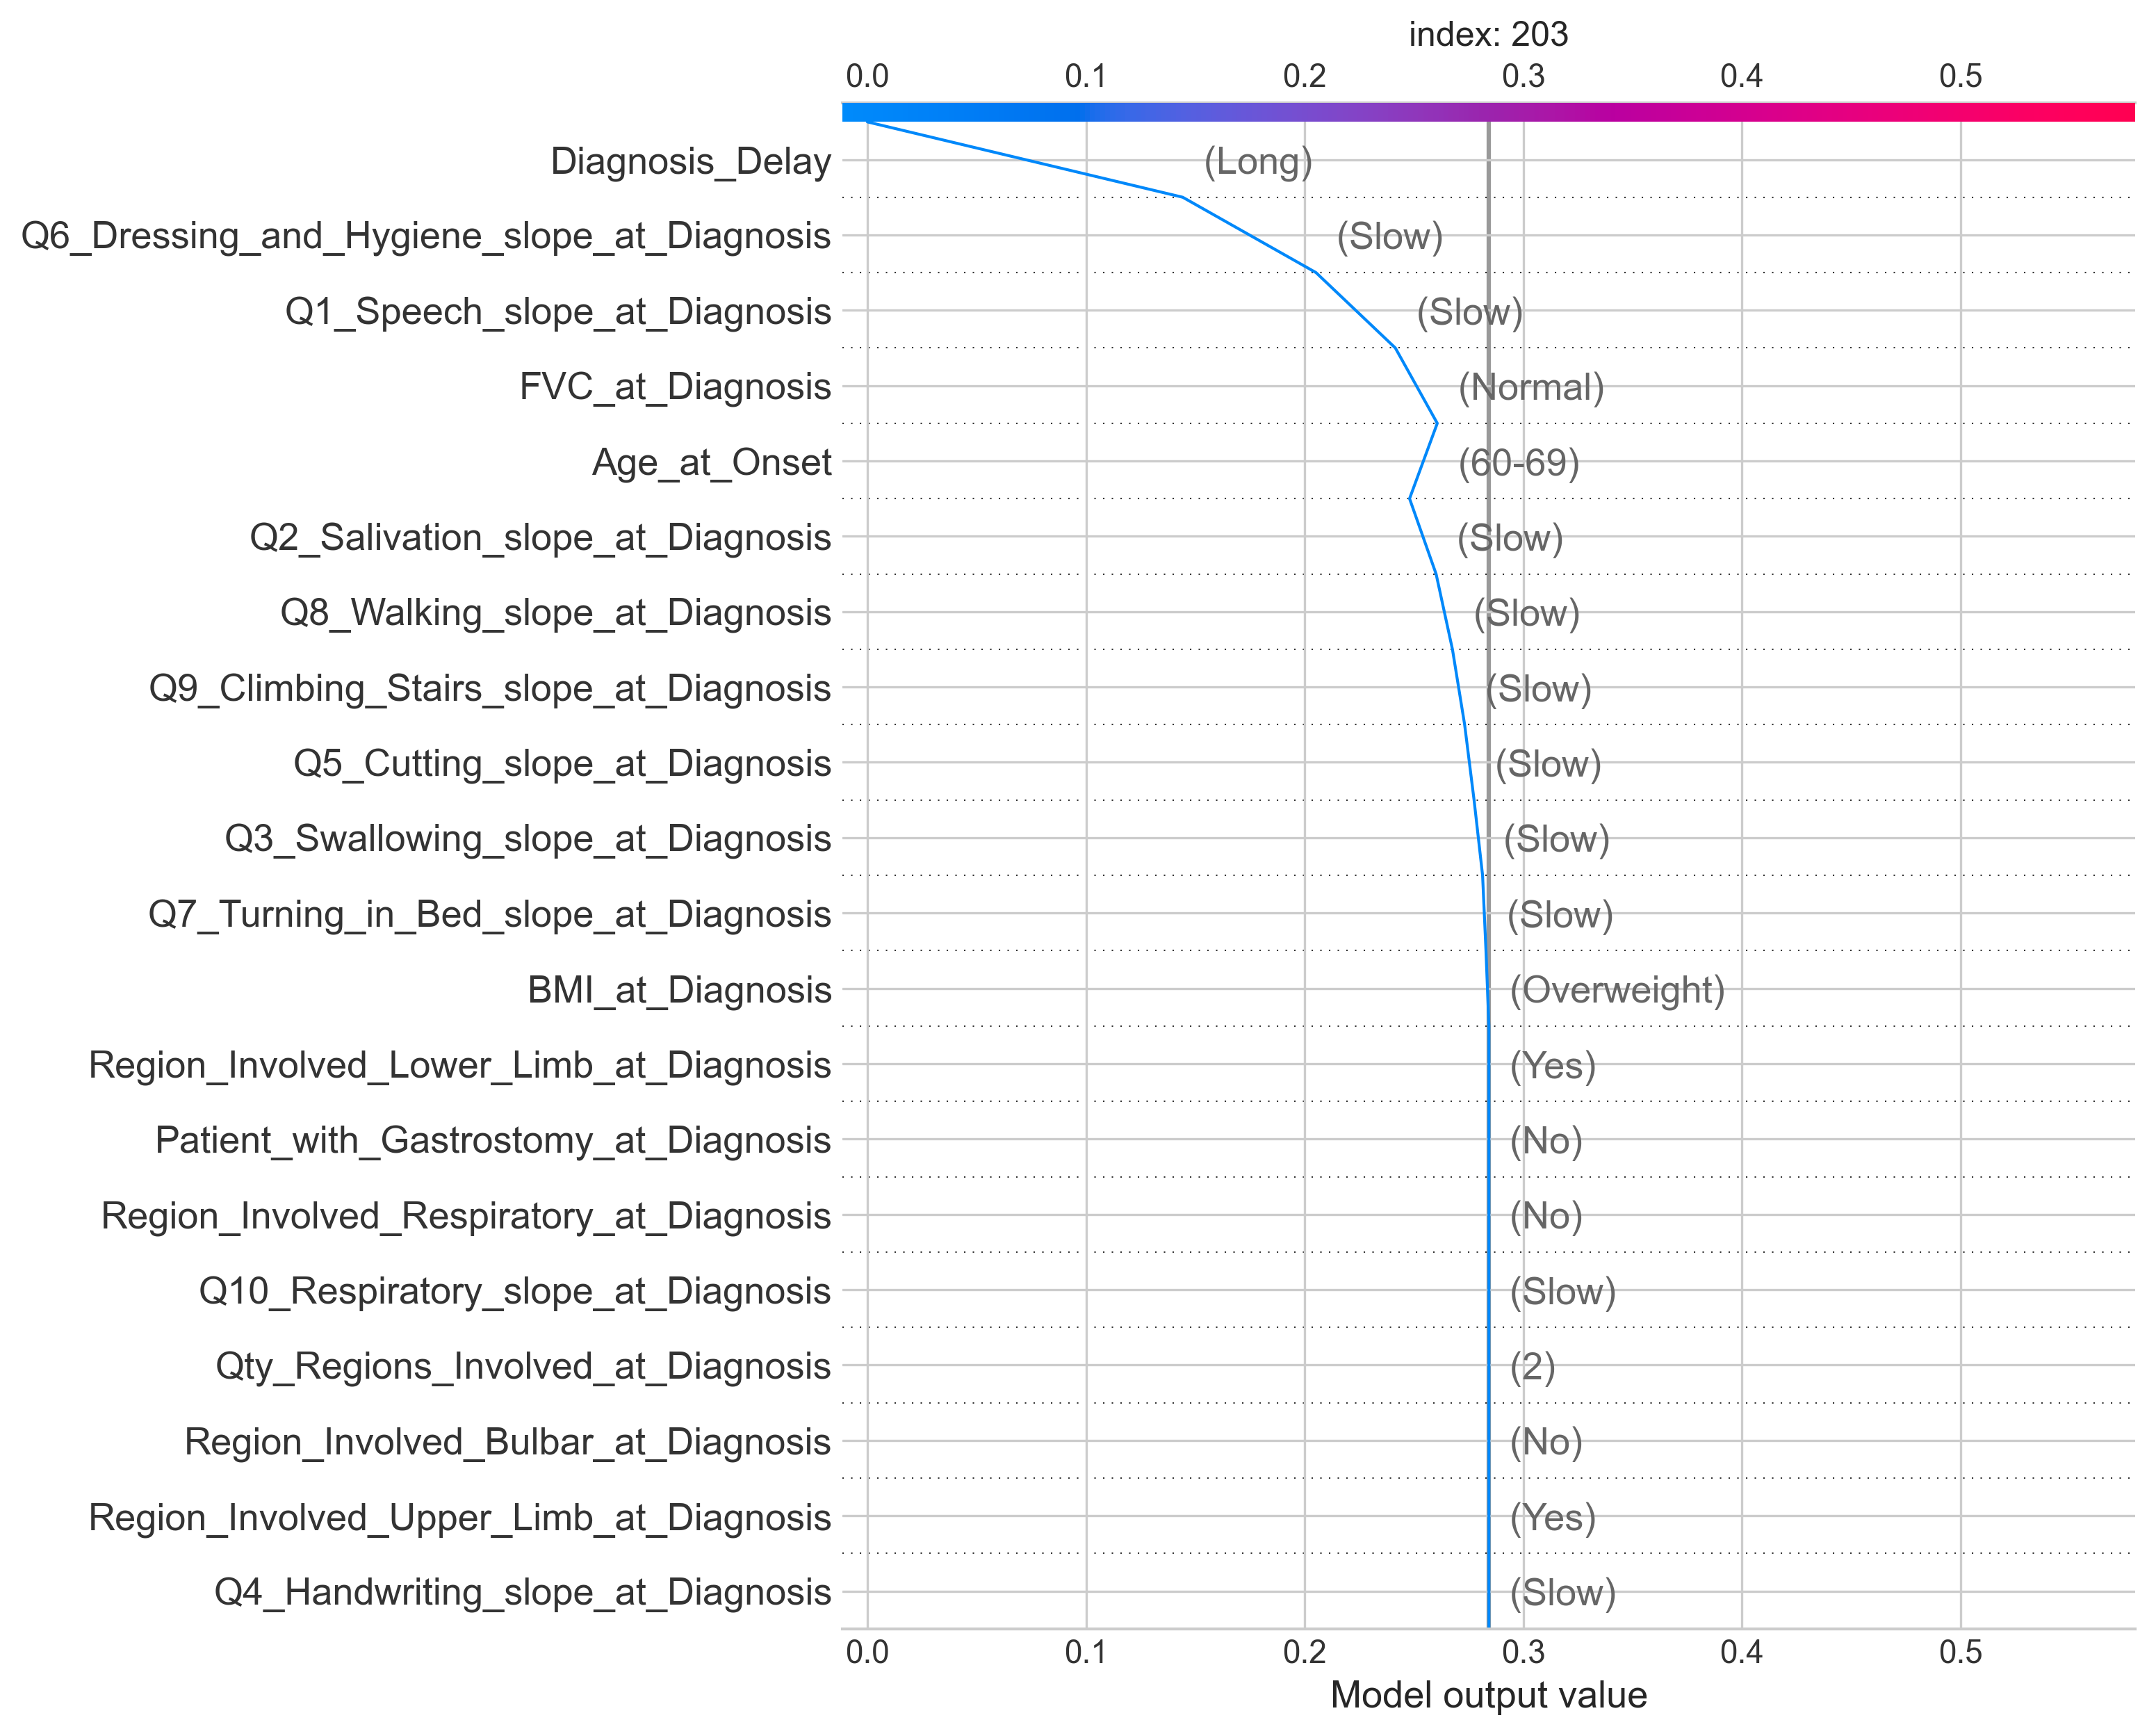 index: 203
0.0 0.1 0.2 0.3 0.4 0.5
Diagnosis_Delay (Long)
Q6_Dressing_and_Hygiene_slope_at_Diagnosis (Slow)
Q1_Speech_slope_at_Diagnosis (Slow)
FVC_at_Diagnosis (Normal)
Age_at_Onset (60-69)
Q2_Salivation_slope_at_Diagnosis (Slow)
Q8_Walking_slope_at_Diagnosis (Slow)
Q9_Climbing_Stairs_slope_at_Diagnosis (Slow)
Q5_Cutting_slope_at_Diagnosis (Slow)
Q3_Swallowing_slope_at_Diagnosis (Slow)
Q7_Turning_in_Bed_slope_at_Diagnosis (Slow)
BMI_at_Diagnosis (Overweight)
Region_Involved_Lower_Limb_at_Diagnosis (Yes)
Patient_with_Gastrostomy_at_Diagnosis (No)
Region_Involved_Respiratory_at_Diagnosis (No)
Q10_Respiratory_slope_at_Diagnosis (Slow)
Qty_Regions_Involved_at_Diagnosis (2)
Region_Involved_Bulbar_at_Diagnosis (No)
Region_Involved_Upper_Limb_at_Diagnosis (Yes)
Q4_Handwriting_slope_at_Diagnosis (Slow)
0.0 0.1 0.2 0.3 0.4 0.5
Model output value